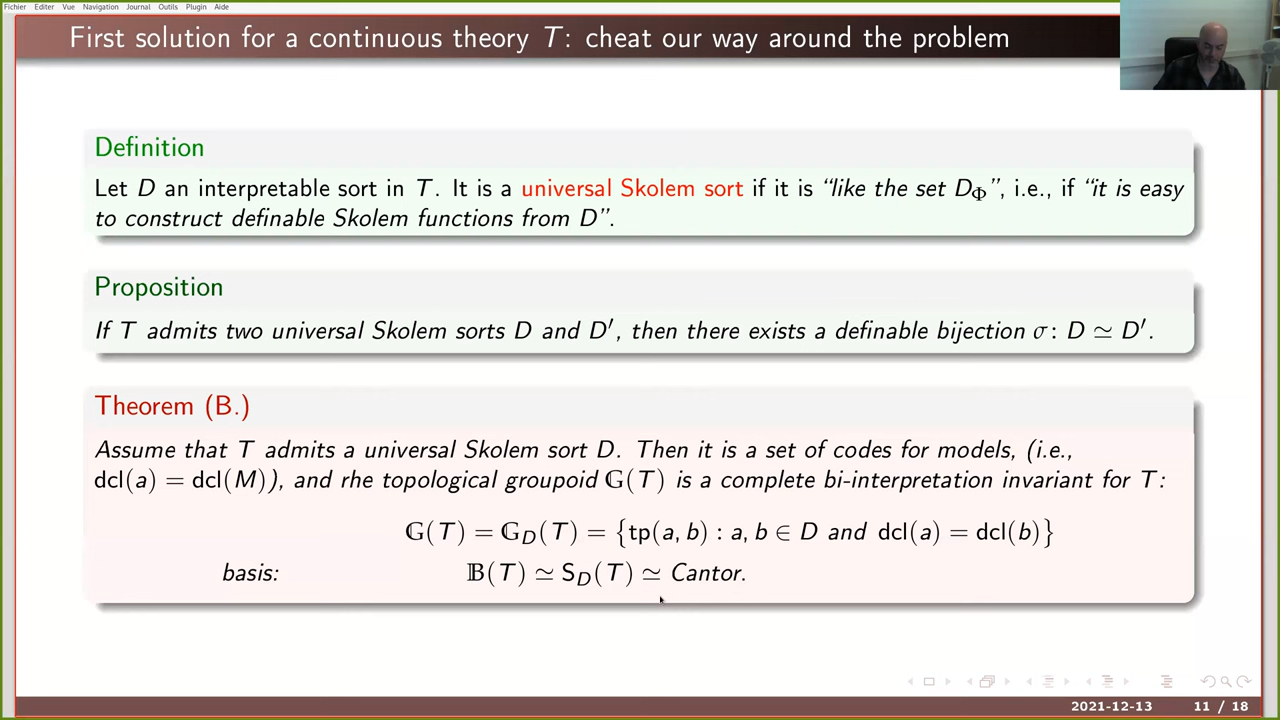 Fichier Editer Vue Navigation Journal Outils Plugin Aide
First solution for a continuous theory T: cheat our way around the problem
Definition
Let D an interpretable sort in T. It is a universal Skolem sort if it is “like the set D_Φ”, i.e., if “it is easy
to construct definable Skolem functions from D”.
Proposition
If T admits two universal Skolem sorts D and D′, then there exists a definable bijection σ: D ≃ D′.
Theorem (B.)
Assume that T admits a universal Skolem sort D. Then it is a set of codes for models, (i.e.,
dcl(a) = dcl(M)), and rhe topological groupoid 𝔾(T) is a complete bi-interpretation invariant for T:
𝔾(T) = 𝔾_D(T) = {tp(a, b) : a, b ∈ D and dcl(a) = dcl(b)}
basis: 𝔹(T) ≃ S_D(T) ≃ Cantor.
2021-12-13 11 / 18